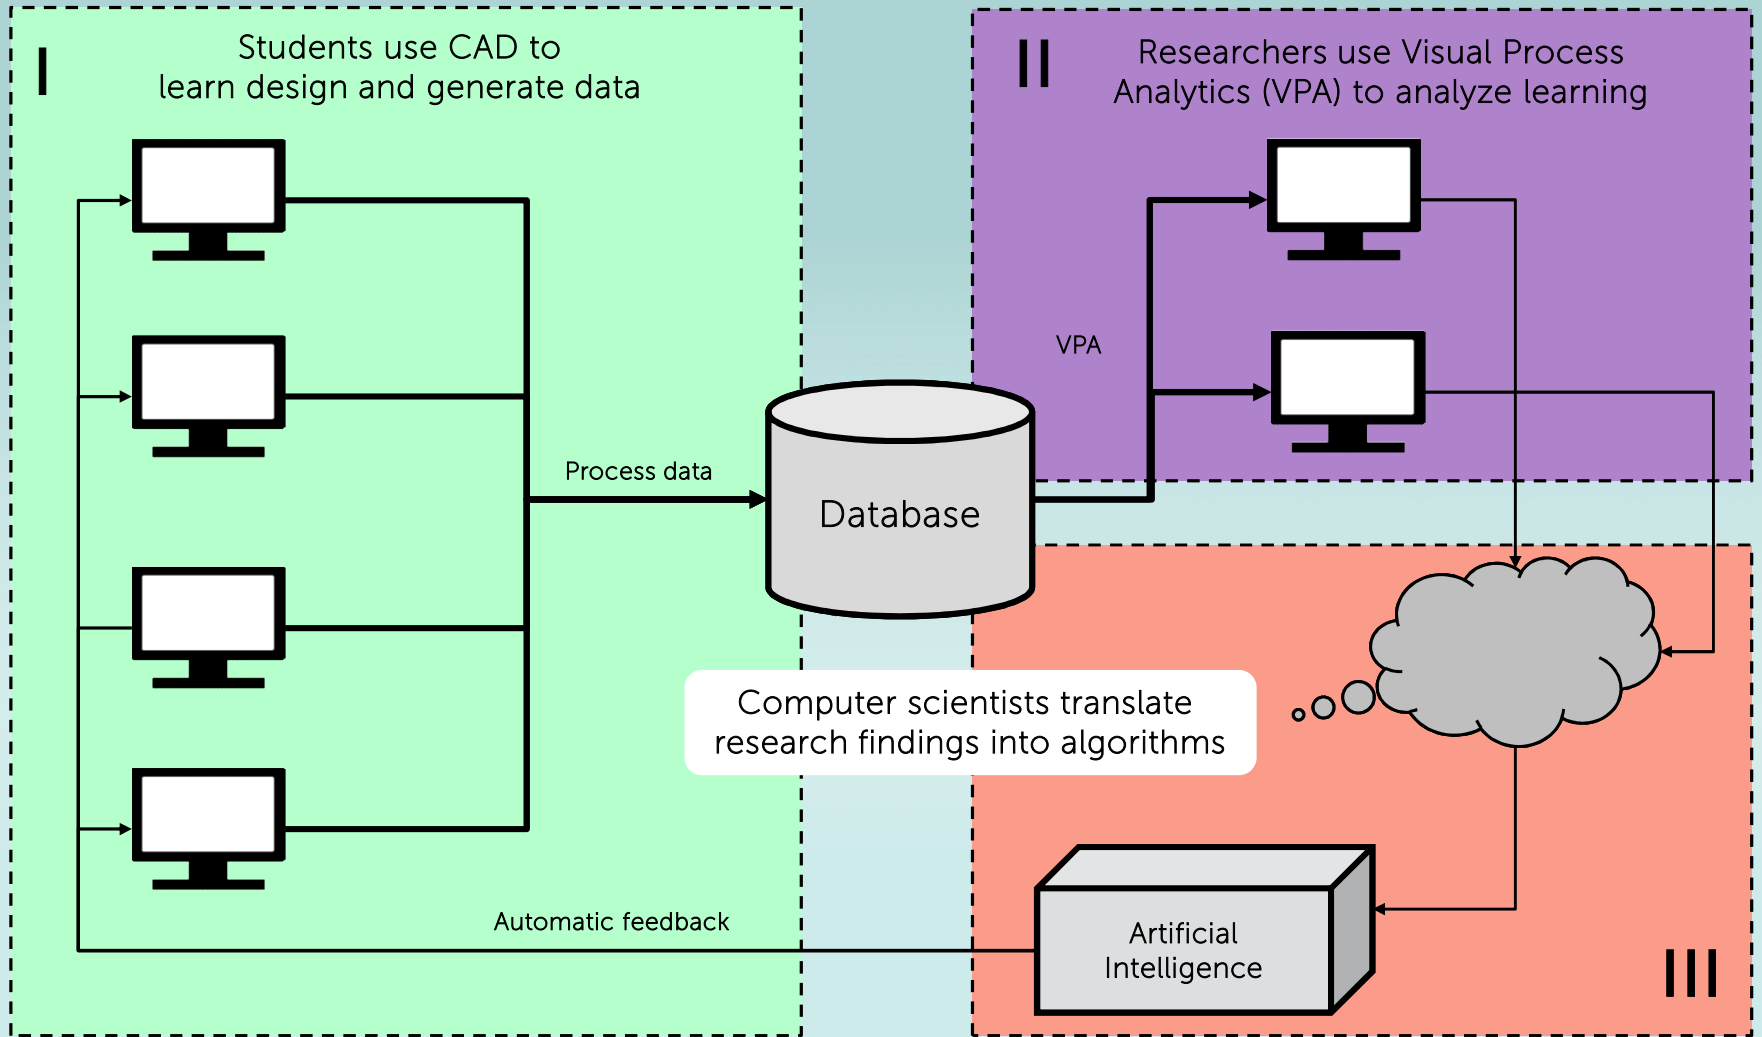 I
Students use CAD to
learn design and generate data
II
Researchers use Visual Process
Analytics (VPA) to analyze learning
VPA
Process data
Database
Computer scientists translate
research findings into algorithms
Automatic feedback
Artificial
Intelligence
III